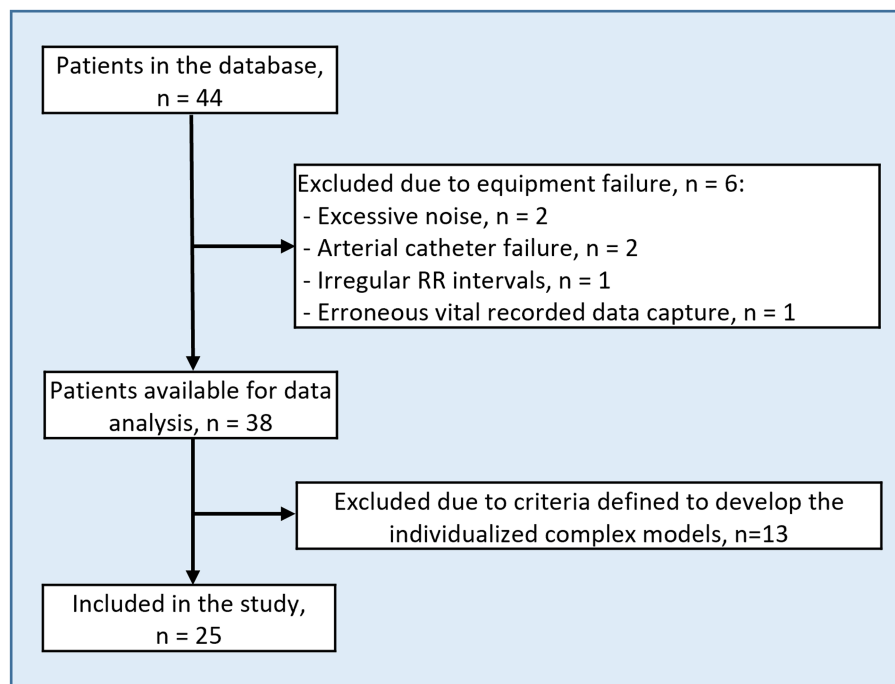 Patients in the database,
n = 44
Excluded due to equipment failure, n = 6:
- Excessive noise, n = 2
- Arterial catheter failure, n = 2
- Irregular RR intervals, n = 1
- Erroneous vital recorded data capture, n = 1
Patients available for data
analysis, n = 38
Excluded due to criteria defined to develop the
individualized complex models, n=13
Included in the study,
n = 25